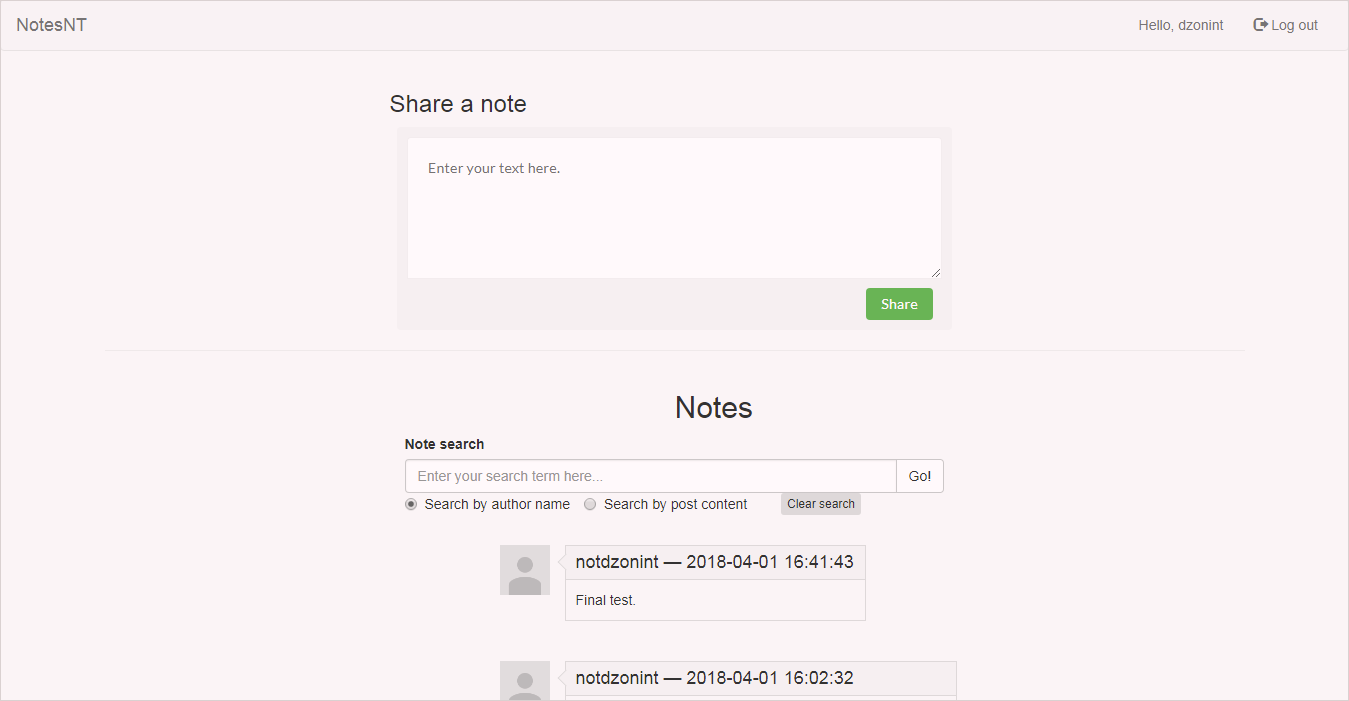 NotesNT
Hello, dzonint
Log out
Share a note
Enter your text here.
Share
Notes
Note search
Enter your search term here...
Go!
Search by author name
Search by post content
Clear search
notdzonint — 2018-04-01 16:41:43
Final test.
notdzonint — 2018-04-01 16:02:32